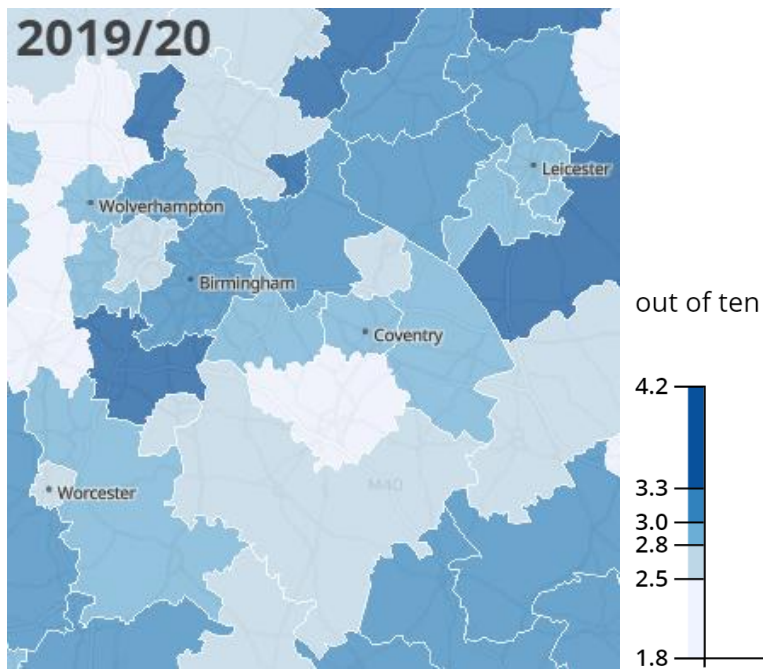 2019/20
Leicester
Wolverhampton
Birmingham
out of ten
Coventry
4.2
M40
Worcester
3.3
3.0
2.8
2.5
1.8